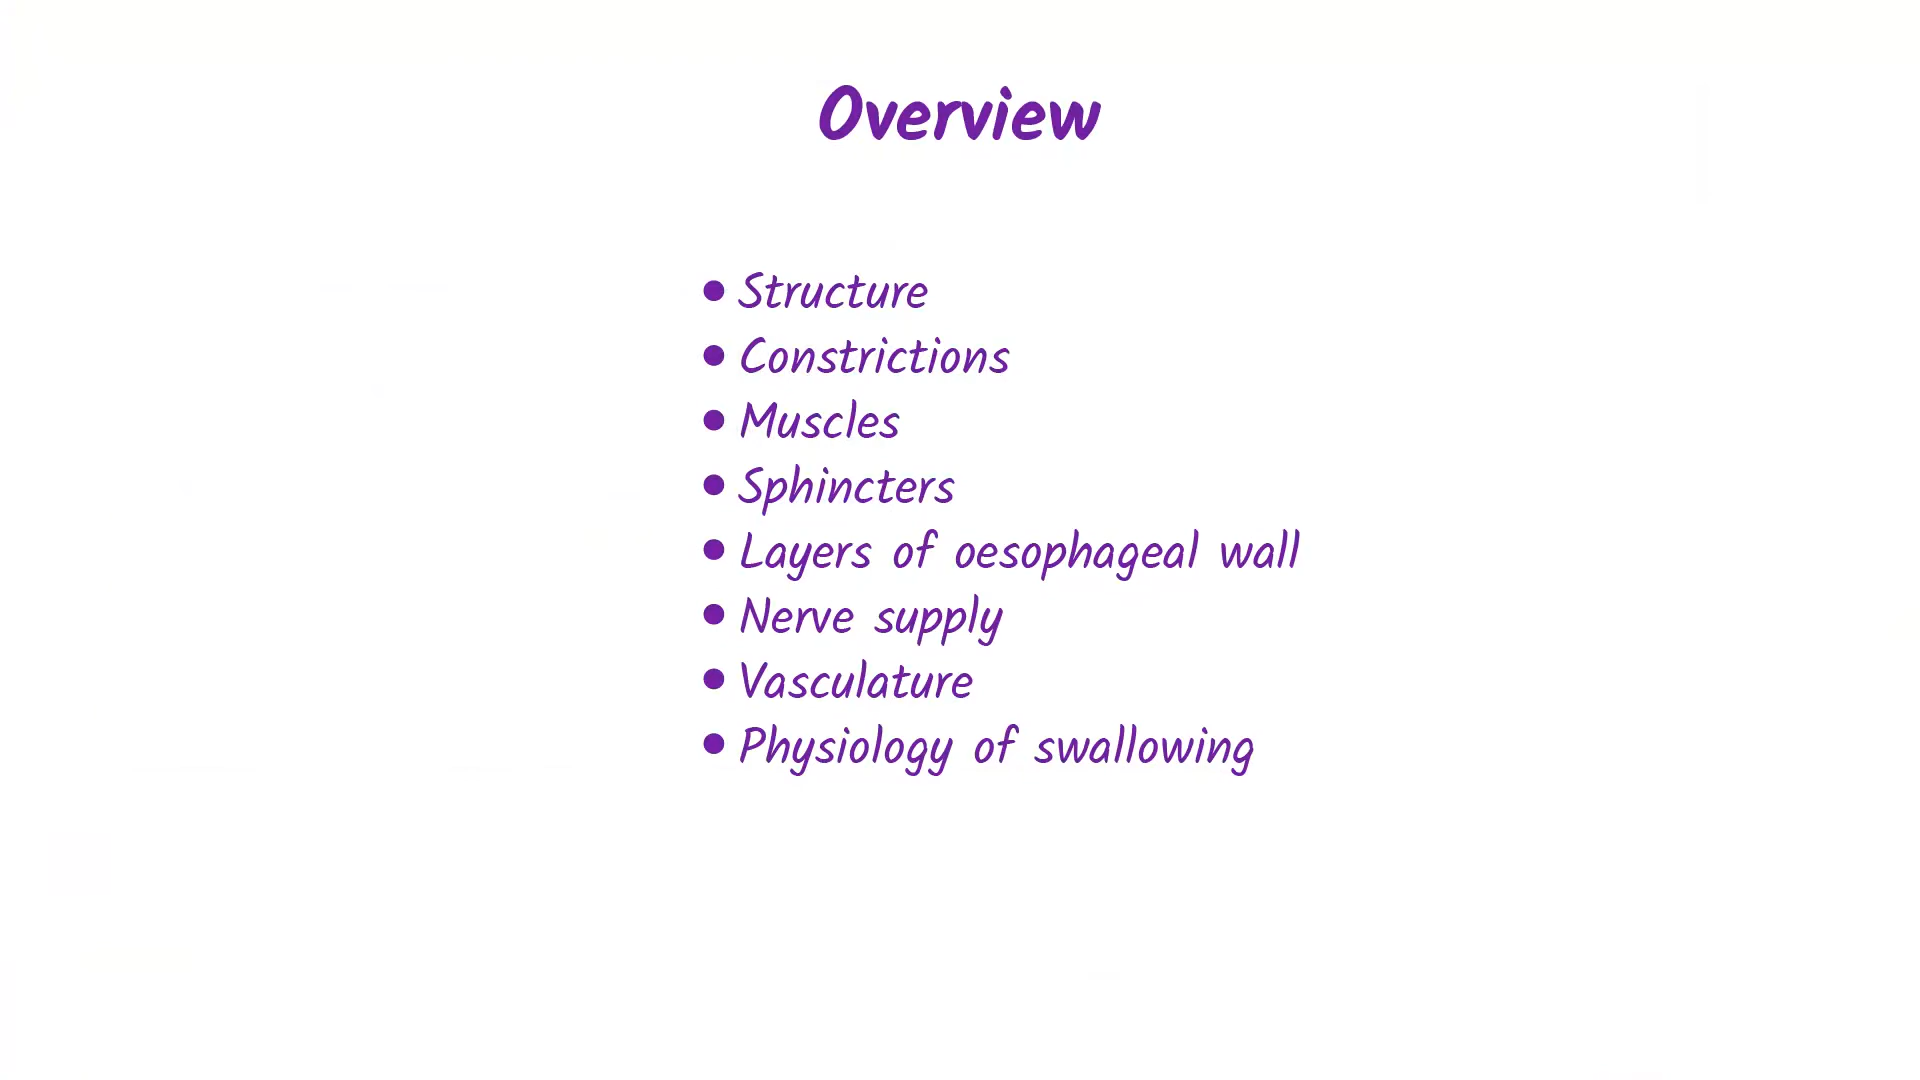 Overview
• Structure
• Constrictions
• Muscles
• Sphincters
• Layers of oesophageal wall
• Nerve supply
• Vasculature
• Physiology of swallowing